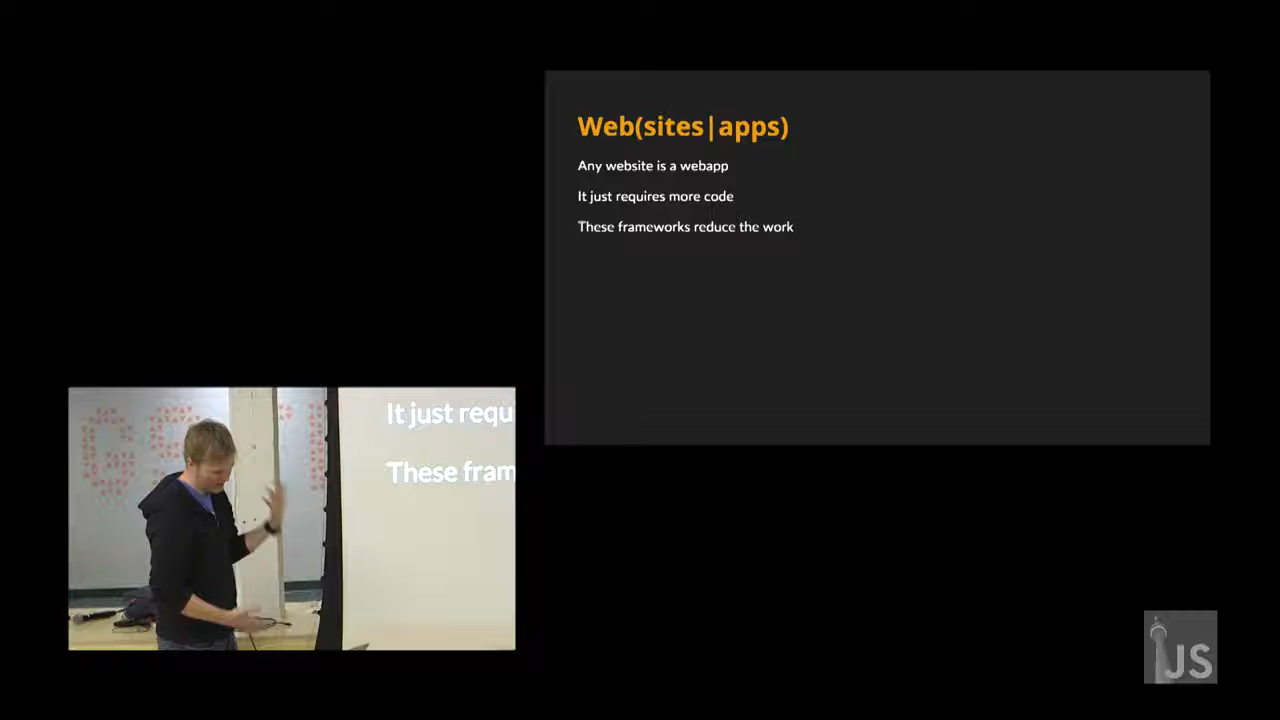 Web(sites|apps)
Any website is a webapp
It just requires more code
These frameworks reduce the work
It just requ
These fram
JS